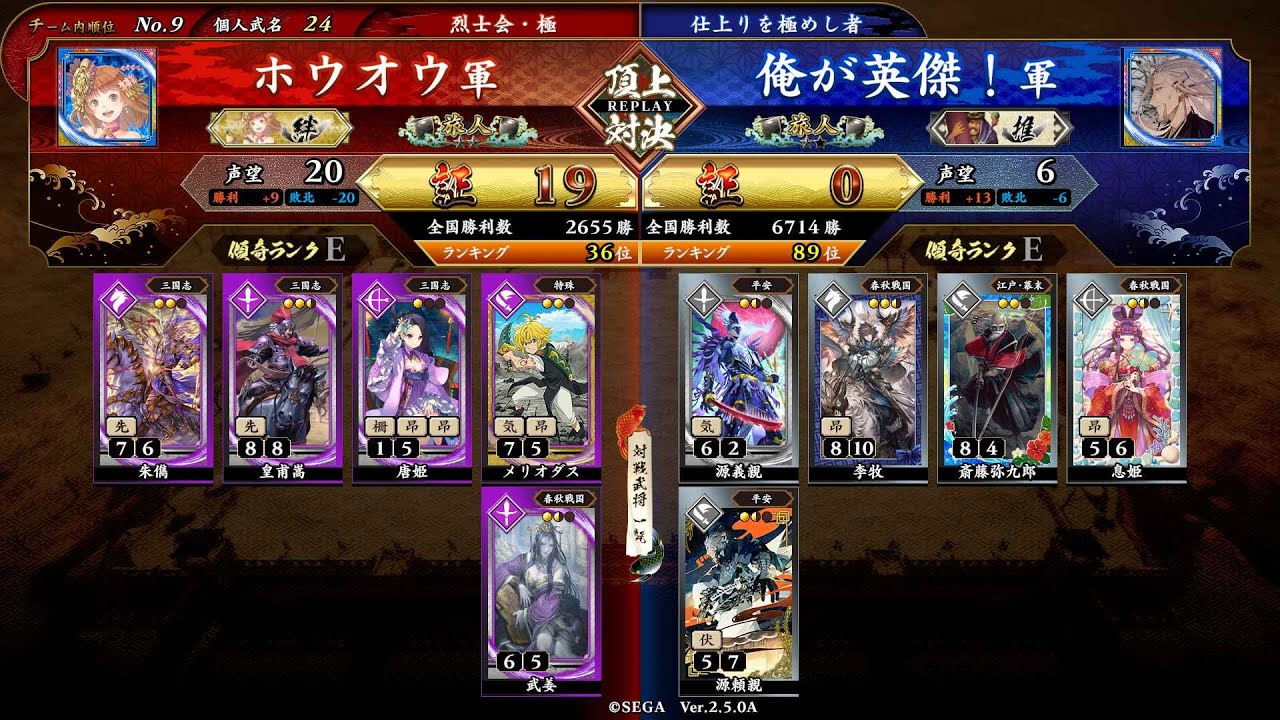 チーム内順位 No.9 個人武名 24
烈士会・極
仕上りを極めし者
ホウオウ軍
頂上
REPLAY
対決
俺が英傑！軍
絆
旅人
旅人
推
声望 20
勝利 +9 敗北 -20
証 19
証 0
声望 6
勝利 +13 敗北 -6
全国勝利数 2655勝
全国勝利数 6714勝
傾奇ランクE
ランキング 36位
ランキング 89位
傾奇ランクE
三国志
先
7 6
朱儁
三国志
先
8 8
皇甫嵩
三国志
柵 昂 昂
1 5
唐姫
特殊
気 昂
7 5
メリオダス
平安
気
6 2
源義親
春秋戦国
昂
8 10
李牧
江戸・幕末
8 4
斎藤弥九郎
春秋戦国
昂
5 6
息姫
対戦武将一覧
春秋戦国
6 5
武姜
平安
伏
5 7
源頼親
©SEGA Ver.2.5.0A